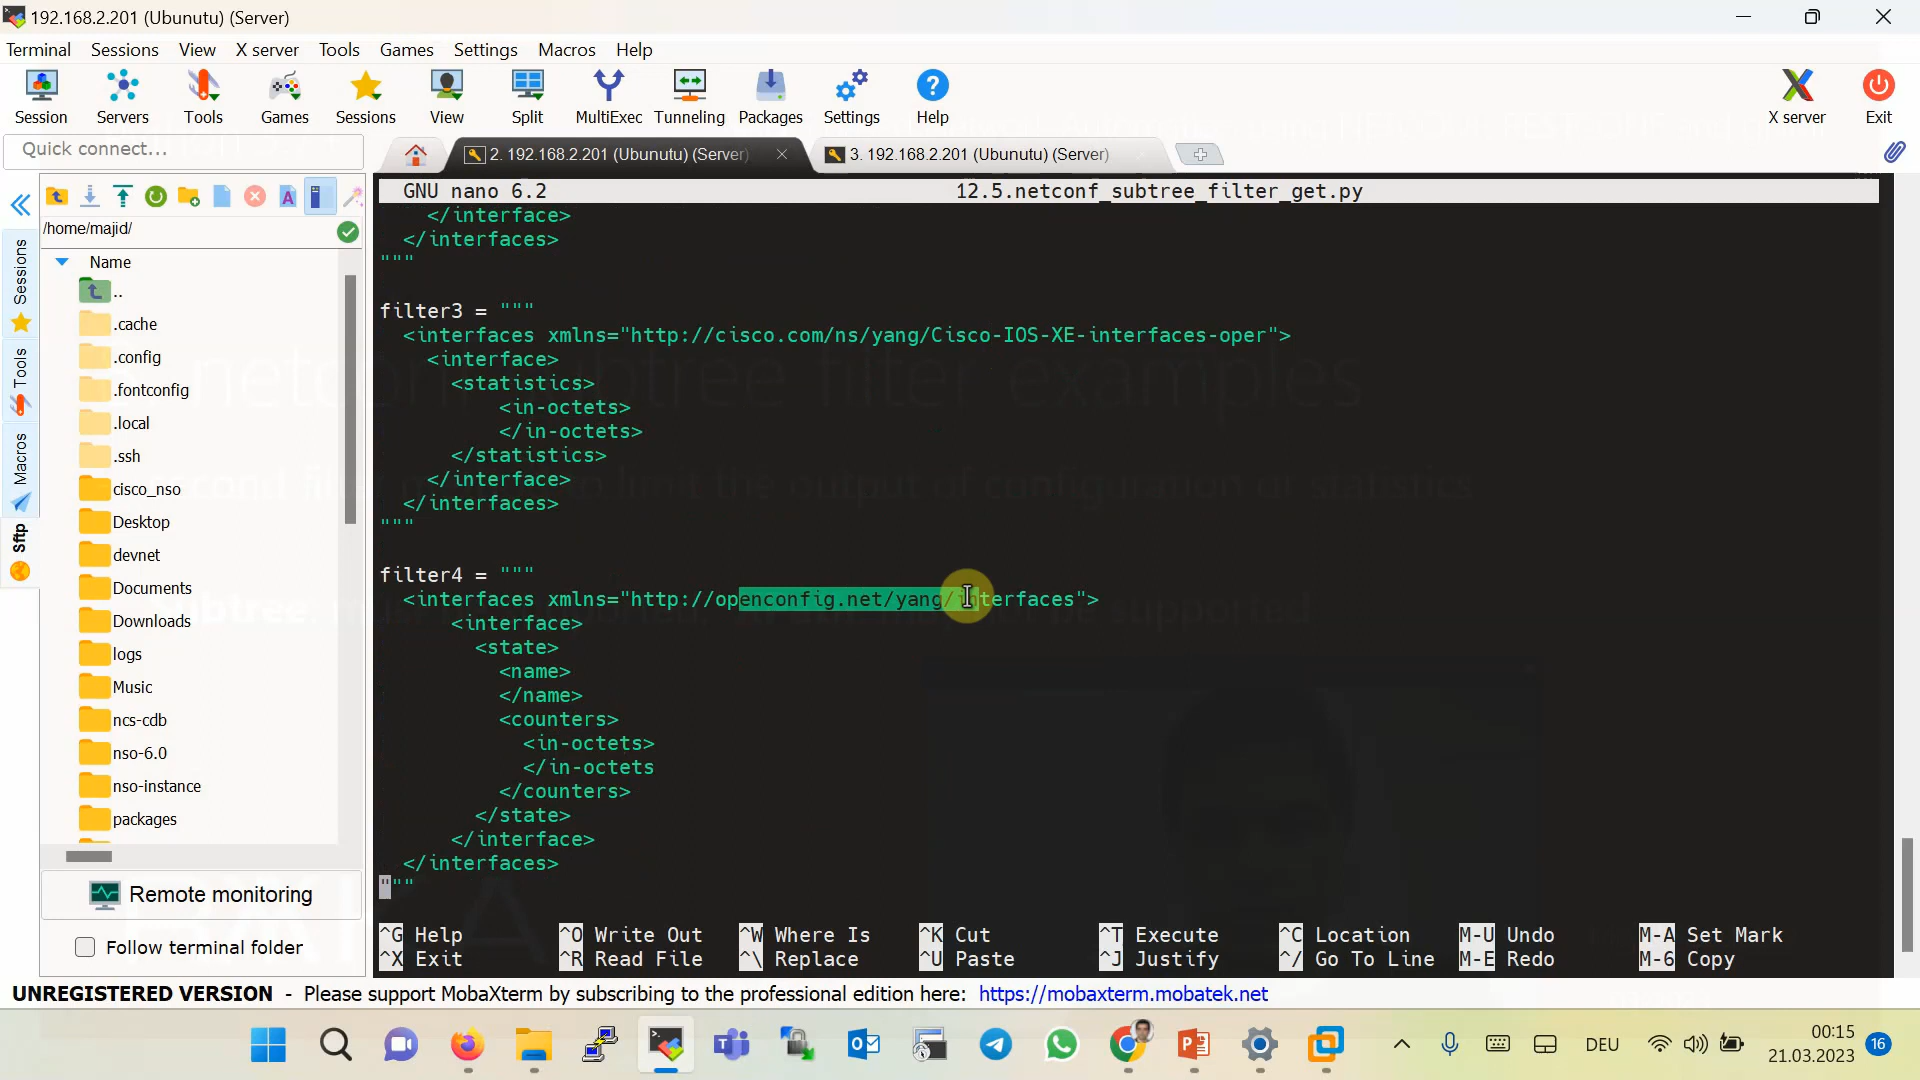 192.168.2.201 (Ubunutu) (Server)
Terminal Sessions View X server Tools Games Settings Macros Help
Session Servers Tools Games Sessions View Split MultiExec Tunneling Packages Settings Help X server Exit
Quick connect...
2. 192.168.2.201 (Ubunutu) (Server)
3. 192.168.2.201 (Ubunutu) (Server)
/home/majid/
Name
..
.cache
.config
.fontconfig
.local
.ssh
cisco_nso
Desktop
devnet
Documents
Downloads
logs
Music
ncs-cdb
nso-6.0
nso-instance
packages
Sessions
Tools
Macros
Sftp
Remote monitoring
Follow terminal folder
GNU nano 6.2 12.5.netconf_subtree_filter_get.py
</interface>
</interfaces>
"""
filter3 = """
<interfaces xmlns="http://cisco.com/ns/yang/Cisco-IOS-XE-interfaces-oper">
<interface>
<statistics>
<in-octets>
</in-octets>
</statistics>
</interface>
</interfaces>
"""
filter4 = """
<interfaces xmlns="http://openconfig.net/yang/interfaces">
<interface>
<state>
<name>
</name>
<counters>
<in-octets>
</in-octets
</counters>
</state>
</interface>
</interfaces>
"""
^G Help ^O Write Out ^W Where Is ^K Cut ^T Execute ^C Location M-U Undo M-A Set Mark
^X Exit ^R Read File ^\ Replace ^U Paste ^J Justify ^/ Go To Line M-E Redo M-6 Copy
UNREGISTERED VERSION - Please support MobaXterm by subscribing to the professional edition here: https://mobaxterm.mobatek.net
DEU
00:15
21.03.2023
16